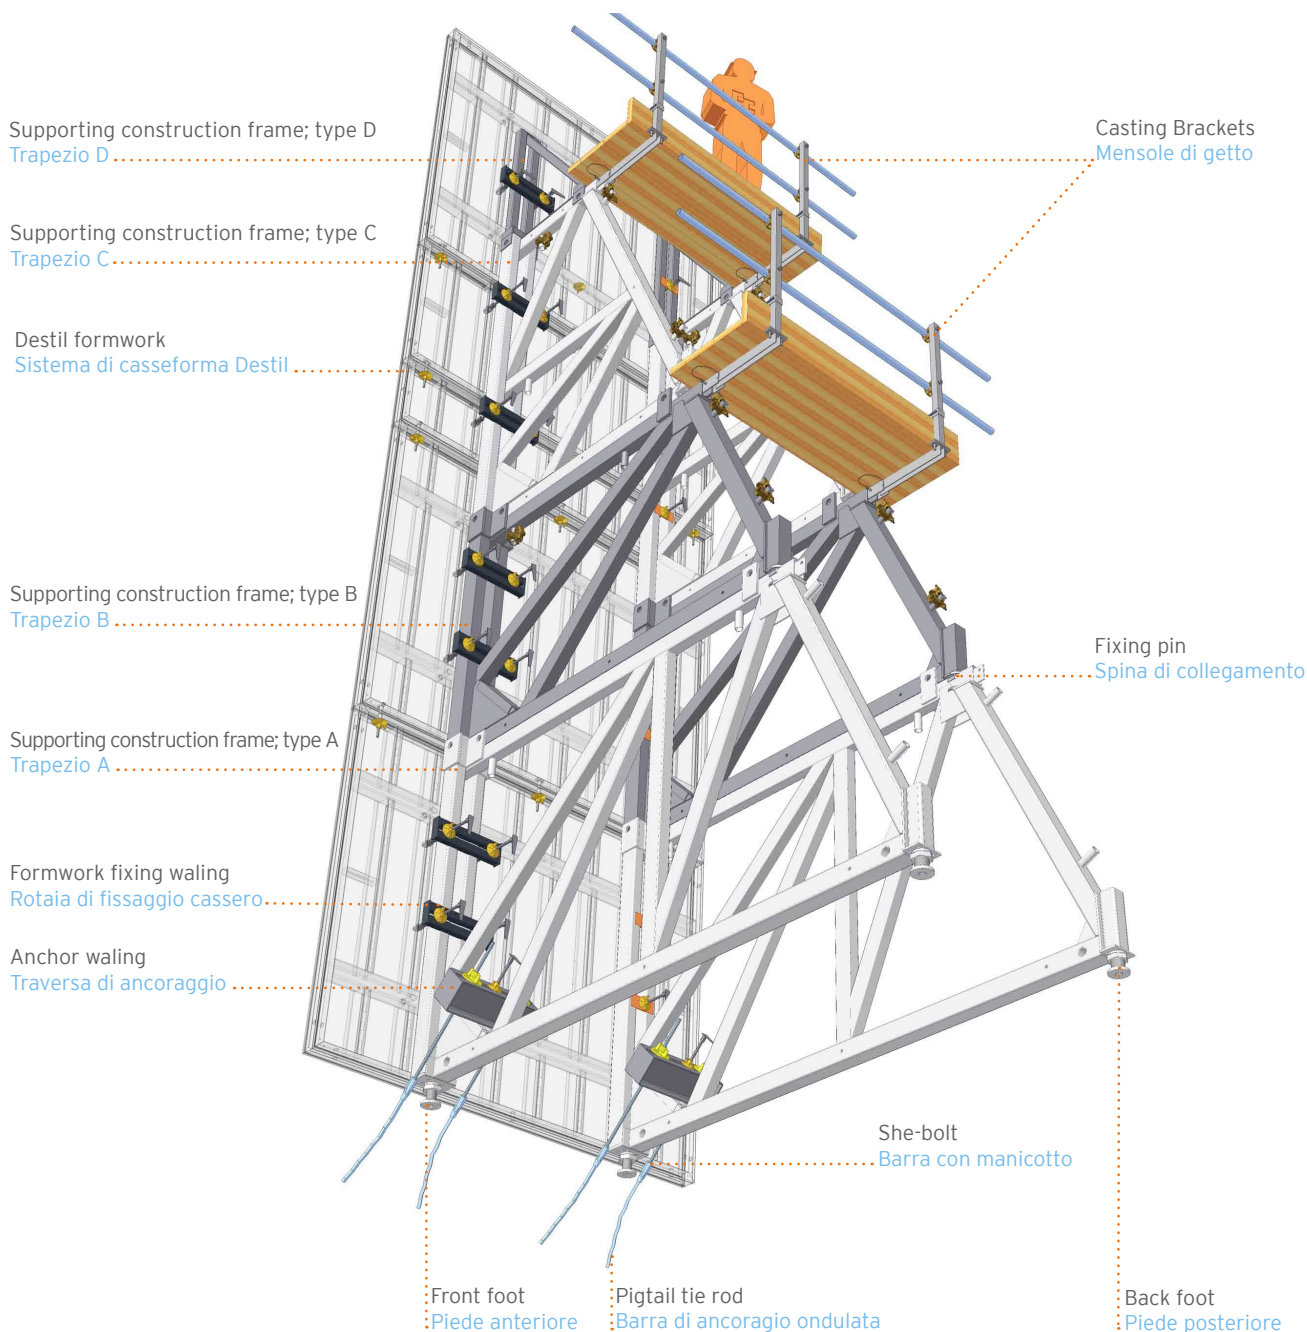 Supporting construction frame; type D
Trapezio D
Casting Brackets
Mensole di getto
Supporting construction frame; type C
Trapezio C
Destil formwork
Sistema di casseforma Destil
Supporting construction frame; type B
Trapezio B
Fixing pin
Spina di collegamento
Supporting construction frame; type A
Trapezio A
Formwork fixing waling
Rotaia di fissaggio cassero
Anchor waling
Traversa di ancoraggio
She-bolt
Barra con manicotto
Front foot
Piede anteriore
Pigtail tie rod
Barra di ancoragio ondulata
Back foot
Piede posteriore